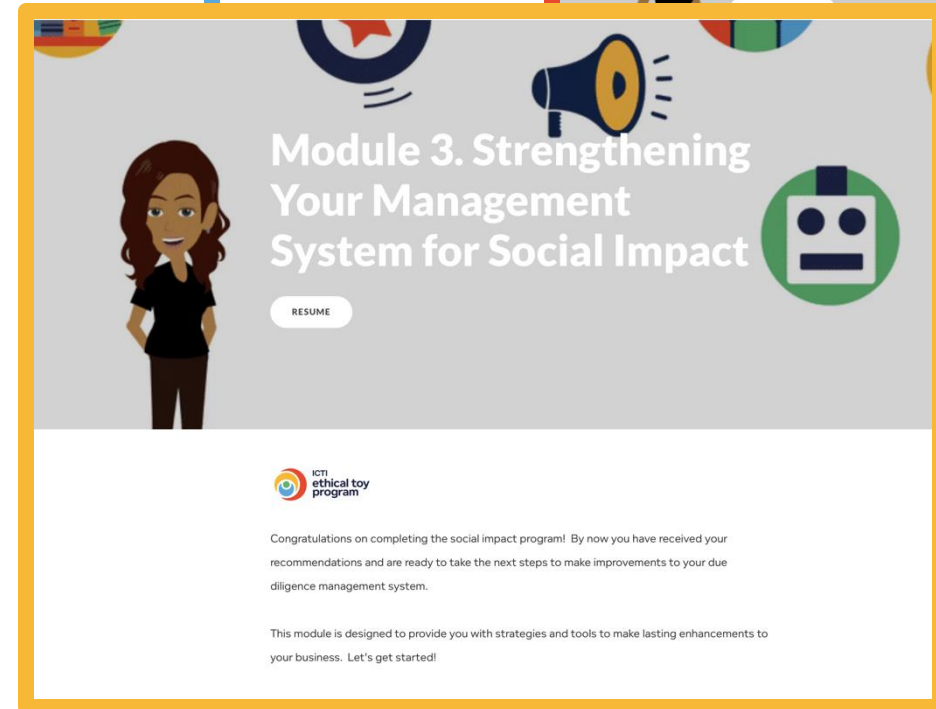 Module 3. Strengthening
Your Management
System for Social Impact
RESUME
ICTI
ethical toy
program
Congratulations on completing the social impact program! By now you have received your
recommendations and are ready to take the next steps to make improvements to your due
diligence management system.
This module is designed to provide you with strategies and tools to make lasting enhancements to
your business. Let's get started!